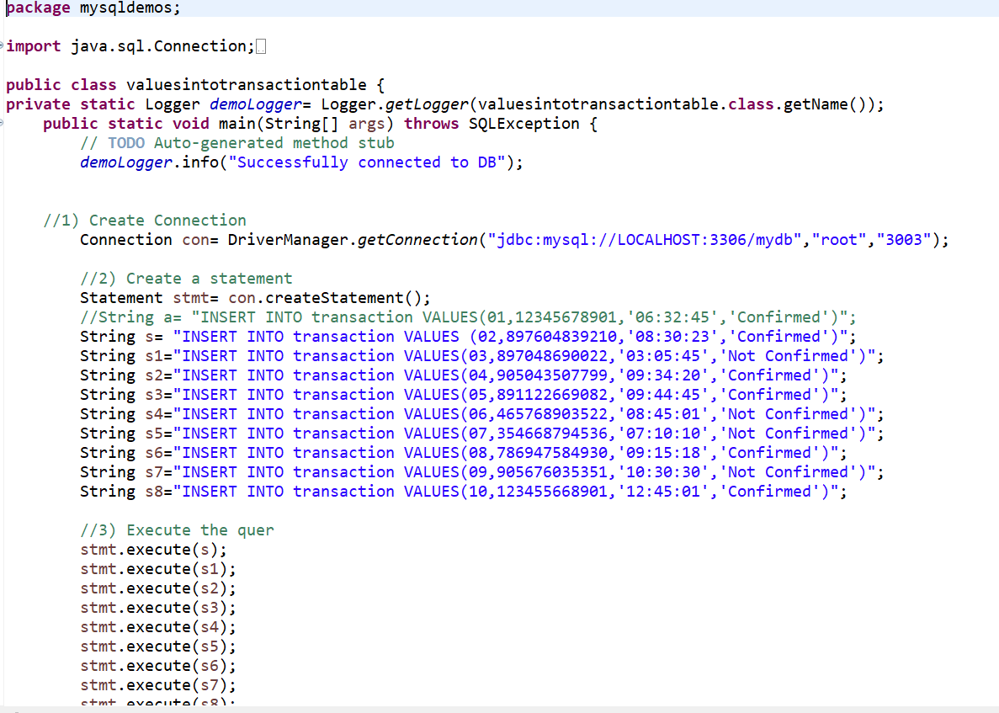 package mysqldemos;
import java.sql.Connection;
public class valuesintotransactiontable {
private static Logger demoLogger= Logger.getLogger(valuesintotransactiontable.class.getName());
public static void main(String[] args) throws SQLException {
// TODO Auto-generated method stub
demoLogger.info("Successfully connected to DB");
//1) Create Connection
Connection con= DriverManager.getConnection("jdbc:mysql://LOCALHOST:3306/mydb","root","3003");
//2) Create a statement
Statement stmt= con.createStatement();
//String a= "INSERT INTO transaction VALUES(01,12345678901,'06:32:45','Confirmed')";
String s= "INSERT INTO transaction VALUES (02,897604839210,'08:30:23','Confirmed')";
String s1="INSERT INTO transaction VALUES(03,897048690022,'03:05:45','Not Confirmed')";
String s2="INSERT INTO transaction VALUES(04,905043507799,'09:34:20','Confirmed')";
String s3="INSERT INTO transaction VALUES(05,891122669082,'09:44:45','Confirmed')";
String s4="INSERT INTO transaction VALUES(06,465768903522,'08:45:01','Not Confirmed')";
String s5="INSERT INTO transaction VALUES(07,354668794536,'07:10:10','Not Confirmed')";
String s6="INSERT INTO transaction VALUES(08,786947584930,'09:15:18','Confirmed')";
String s7="INSERT INTO transaction VALUES(09,905676035351,'10:30:30','Not Confirmed')";
String s8="INSERT INTO transaction VALUES(10,123455668901,'12:45:01','Confirmed')";
//3) Execute the quer
stmt.execute(s);
stmt.execute(s1);
stmt.execute(s2);
stmt.execute(s3);
stmt.execute(s4);
stmt.execute(s5);
stmt.execute(s6);
stmt.execute(s7);
stmt.execute(s8);